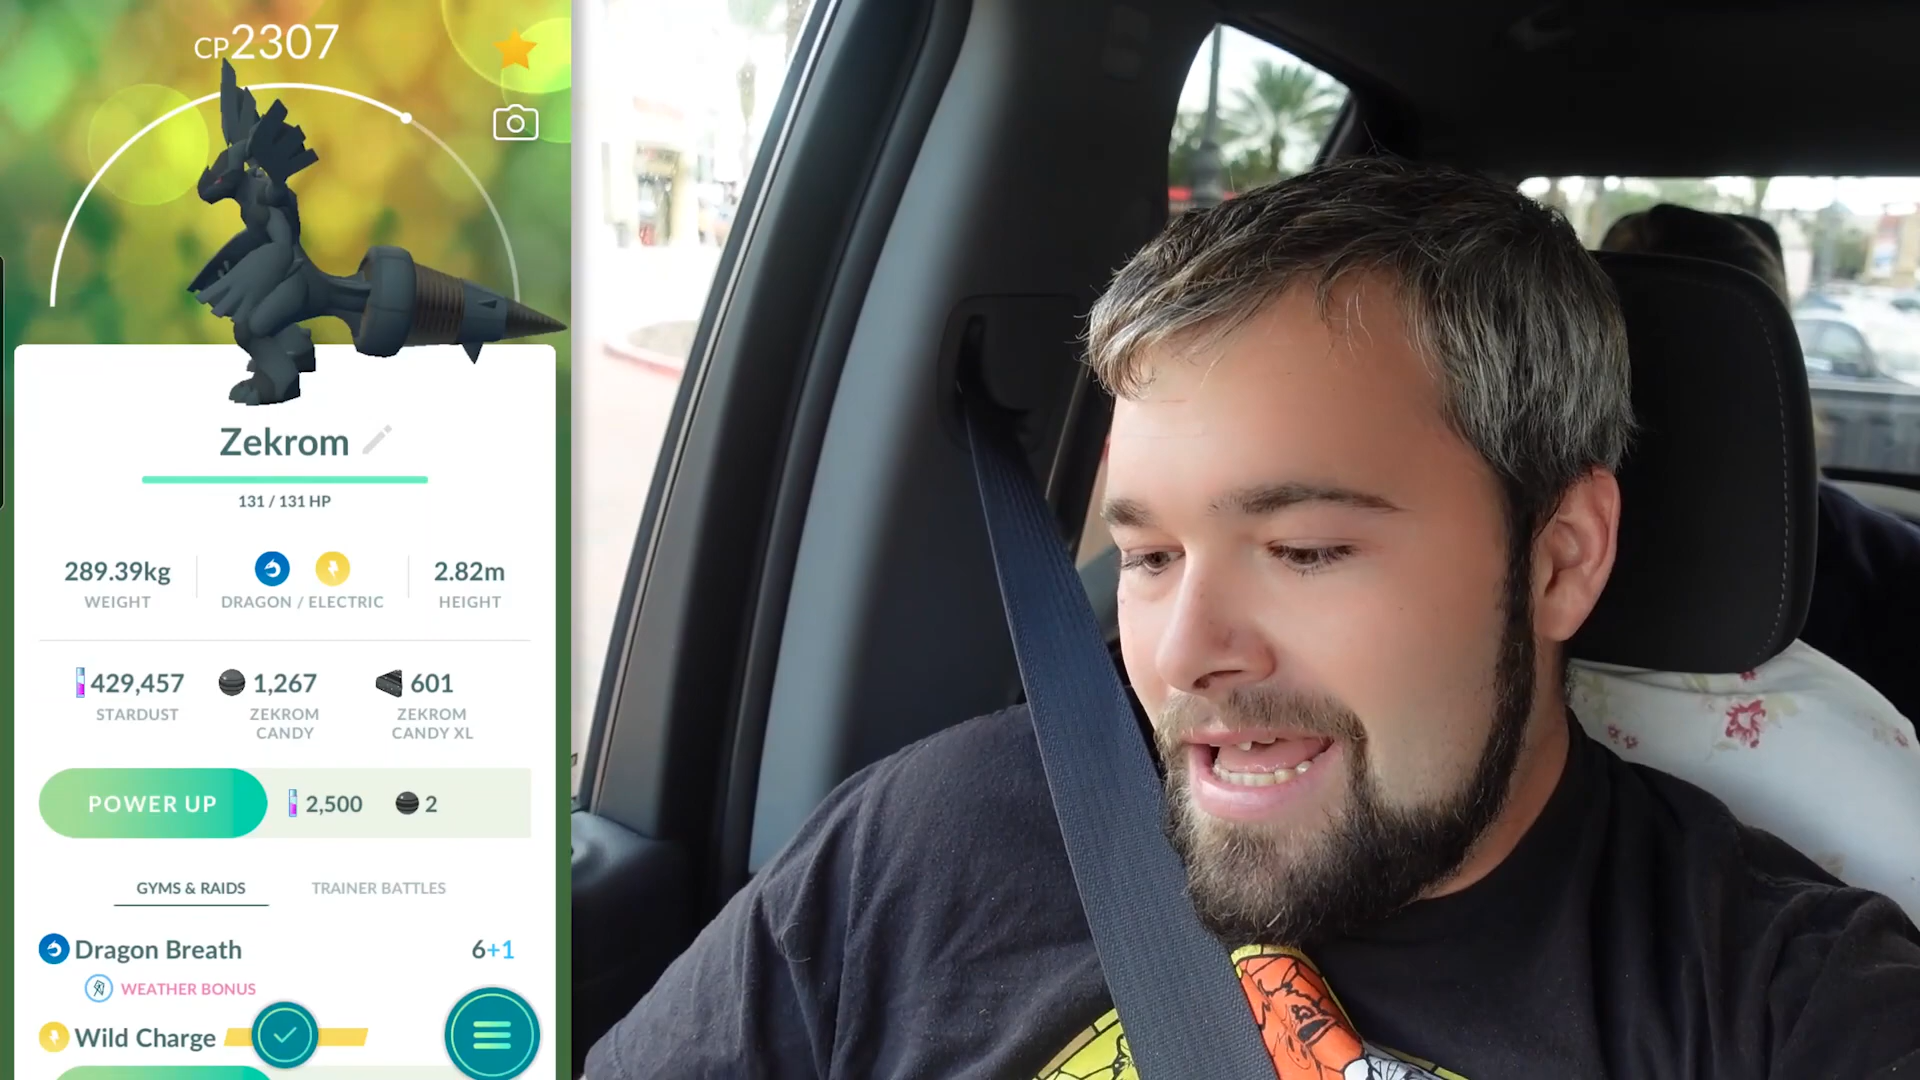 CP2307
Zekrom
131 / 131 HP
289.39kg
WEIGHT
DRAGON / ELECTRIC
2.82m
HEIGHT
429,457
STARDUST
1,267
ZEKROM
CANDY
601
ZEKROM
CANDY XL
POWER UP
2,500
2
GYMS & RAIDS
TRAINER BATTLES
Dragon Breath
6+1
WEATHER BONUS
Wild Charge